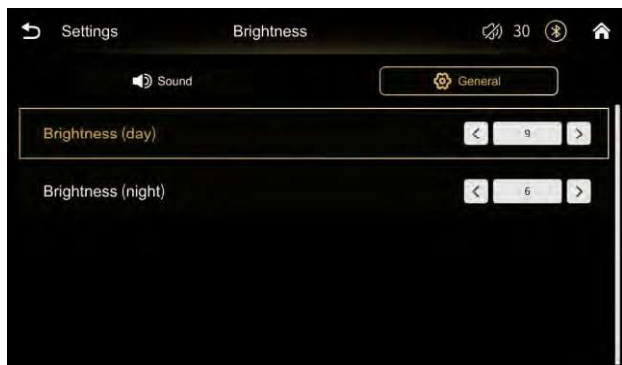 Settings Brightness 30
Sound General
Brightness (day) < 9 >
Brightness (night) < 6 >